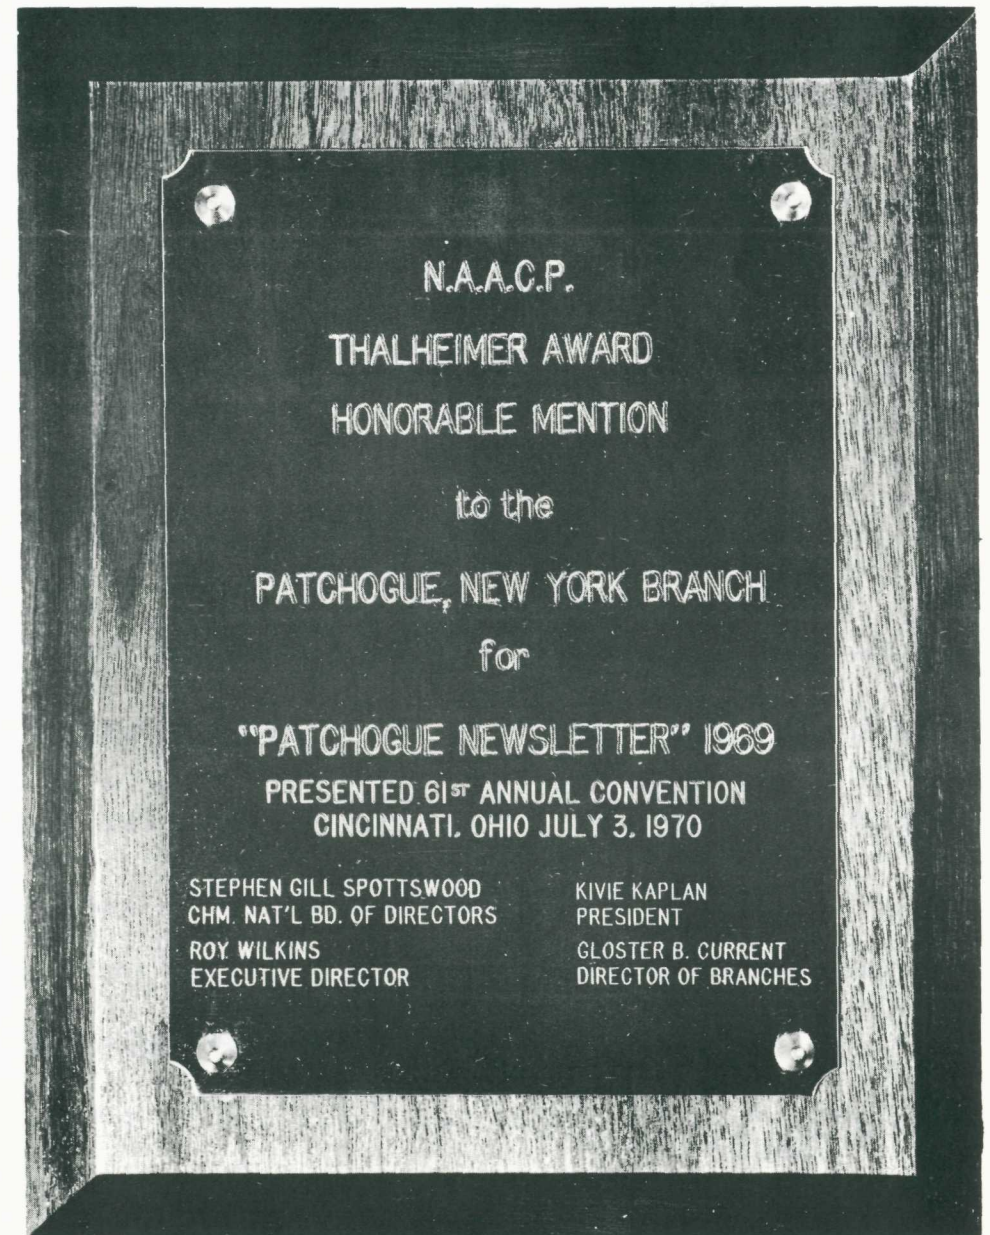 N.A.A.C.P.
THALHEIMER AWARD
HONORABLE MENTION
to the
PATCHOGUE, NEW YORK BRANCH
for
"PATCHOGUE NEWSLETTER" 1969
PRESENTED 61ST ANNUAL CONVENTION
CINCINNATI. OHIO JULY 3, 1970
STEPHEN GILL SPOTTSWOOD
CHM. NAT'L BD. OF DIRECTORS
ROY WILKINS
EXECUTIVE DIRECTOR
KIVIE KAPLAN
PRESIDENT
GLOSTER B. CURRENT
DIRECTOR OF BRANCHES